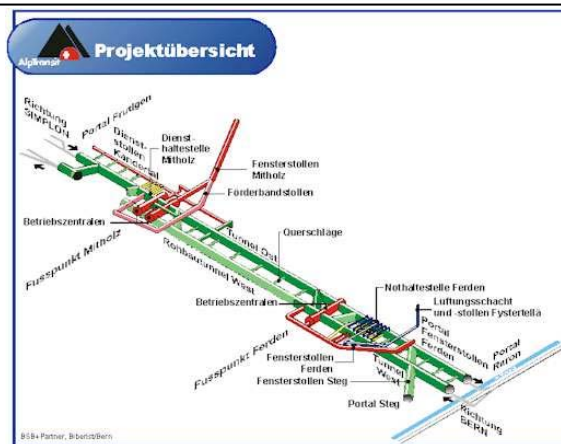 AlpTransit
Projektübersicht
Richtung
SIMPLON
Portal Frutigen
Dienst-
stollen
Kandertal
Dienst-
haltestelle
Mitholz
Fensterstollen
Mitholz
Förderbandstollen
Betriebszentralen
Fusspunkt Mitholz
Tunnel Ost
Rohbautunnel West
Querschläge
Betriebszentralen
Nothaltestelle Ferden
Lüftungsschacht
und -stollen Fystertella
Portal
Fensterstollen
Ferden
Portal
Raron
Fusspunkt Ferden
Fensterstollen
Ferden
Tunnel
West
Fensterstollen Steg
Portal Steg
Richtung
BERN
BSB+Partner, Biberist/Bern